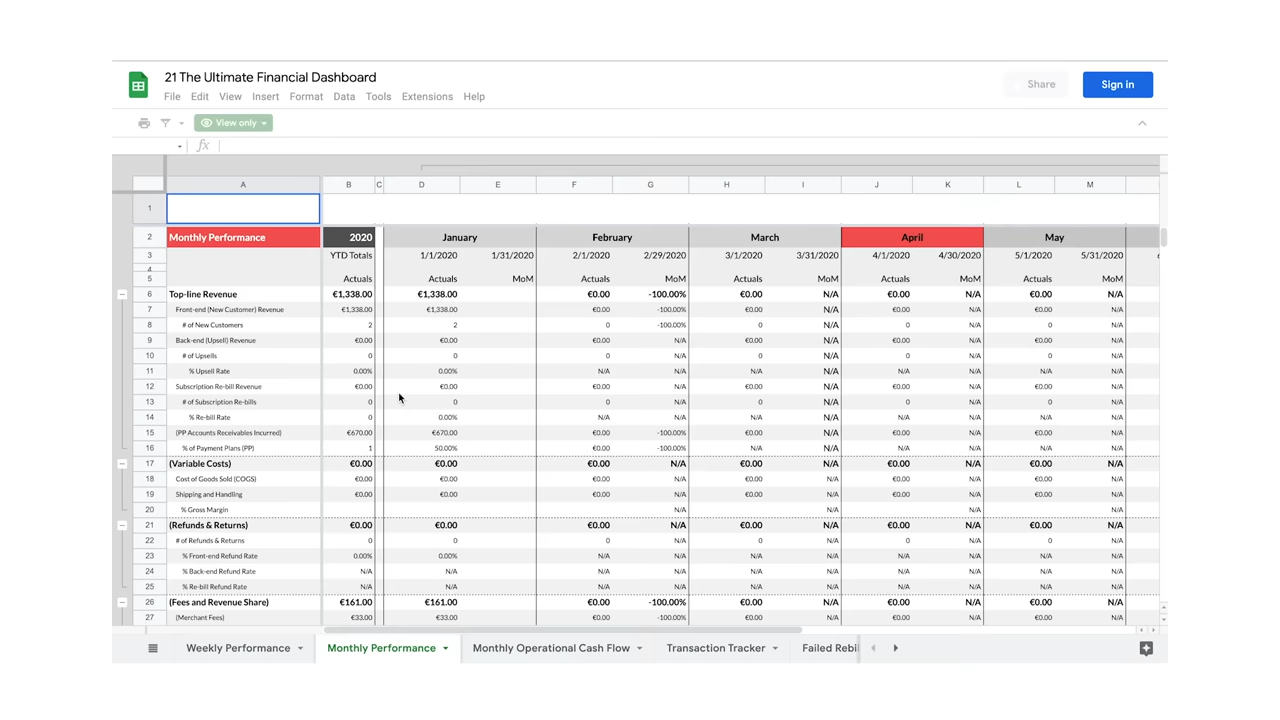 21 The Ultimate Financial Dashboard
File Edit View Insert Format Data Tools Extensions Help
Share
Sign in
View only
fx
A B C D E F G H I J K L M
1
2 Monthly Performance 2020 January February March April May
3 YTD Totals 1/1/2020 1/31/2020 2/1/2020 2/29/2020 3/1/2020 3/31/2020 4/1/2020 4/30/2020 5/1/2020 5/31/2020
4
5 Actuals Actuals MoM Actuals MoM Actuals MoM Actuals MoM Actuals MoM
6 Top-line Revenue €1,338.00 €1,338.00 €0.00 -100.00% €0.00 N/A €0.00 N/A €0.00 N/A
7 Front-end (New Customer) Revenue €1,338.00 €1,338.00 €0.00 -100.00% €0.00 N/A €0.00 N/A €0.00 N/A
8 # of New Customers 2 2 0 -100.00% 0 N/A 0 N/A 0 N/A
9 Back-end (Upsell) Revenue €0.00 €0.00 €0.00 N/A €0.00 N/A €0.00 N/A €0.00 N/A
10 # of Upsells 0 0 0 N/A 0 N/A 0 N/A 0 N/A
11 % Upsell Rate 0.00% 0.00% N/A N/A N/A N/A N/A N/A N/A N/A
12 Subscription Re-bill Revenue €0.00 €0.00 €0.00 N/A €0.00 N/A €0.00 N/A €0.00 N/A
13 # of Subscription Re-bills 0 0 0 N/A 0 N/A 0 N/A 0 N/A
14 % Re-bill Rate 0 0.00% N/A N/A N/A N/A N/A N/A N/A N/A
15 (PP Accounts Receivables Incurred) €670.00 €670.00 €0.00 -100.00% €0.00 N/A €0.00 N/A €0.00 N/A
16 % of Payment Plans (PP) 1 50.00% €0.00 -100.00% N/A N/A N/A N/A N/A N/A
17 (Variable Costs) €0.00 €0.00 €0.00 N/A €0.00 N/A €0.00 N/A €0.00 N/A
18 Cost of Goods Sold (COGS) €0.00 €0.00 €0.00 N/A €0.00 N/A €0.00 N/A €0.00 N/A
19 Shipping and Handling €0.00 €0.00 €0.00 N/A €0.00 N/A €0.00 N/A €0.00 N/A
20 % Gross Margin N/A N/A N/A N/A
21 (Refunds & Returns) €0.00 €0.00 €0.00 N/A €0.00 N/A €0.00 N/A €0.00 N/A
22 # of Refunds & Returns 0 0 0 N/A 0 N/A 0 N/A 0 N/A
23 % Front-end Refund Rate 0.00% 0.00% N/A N/A N/A N/A N/A N/A N/A N/A
24 % Back-end Refund Rate N/A N/A N/A N/A N/A N/A N/A N/A N/A N/A
25 % Re-bill Refund Rate N/A N/A N/A N/A N/A N/A N/A N/A N/A N/A
26 (Fees and Revenue Share) €161.00 €161.00 €0.00 -100.00% €0.00 N/A €0.00 N/A €0.00 N/A
27 (Merchant Fees) €33.00 €33.00 €0.00 -100.00% €0.00 N/A €0.00 N/A €0.00 N/A
Weekly Performance Monthly Performance Monthly Operational Cash Flow Transaction Tracker Failed Rebi